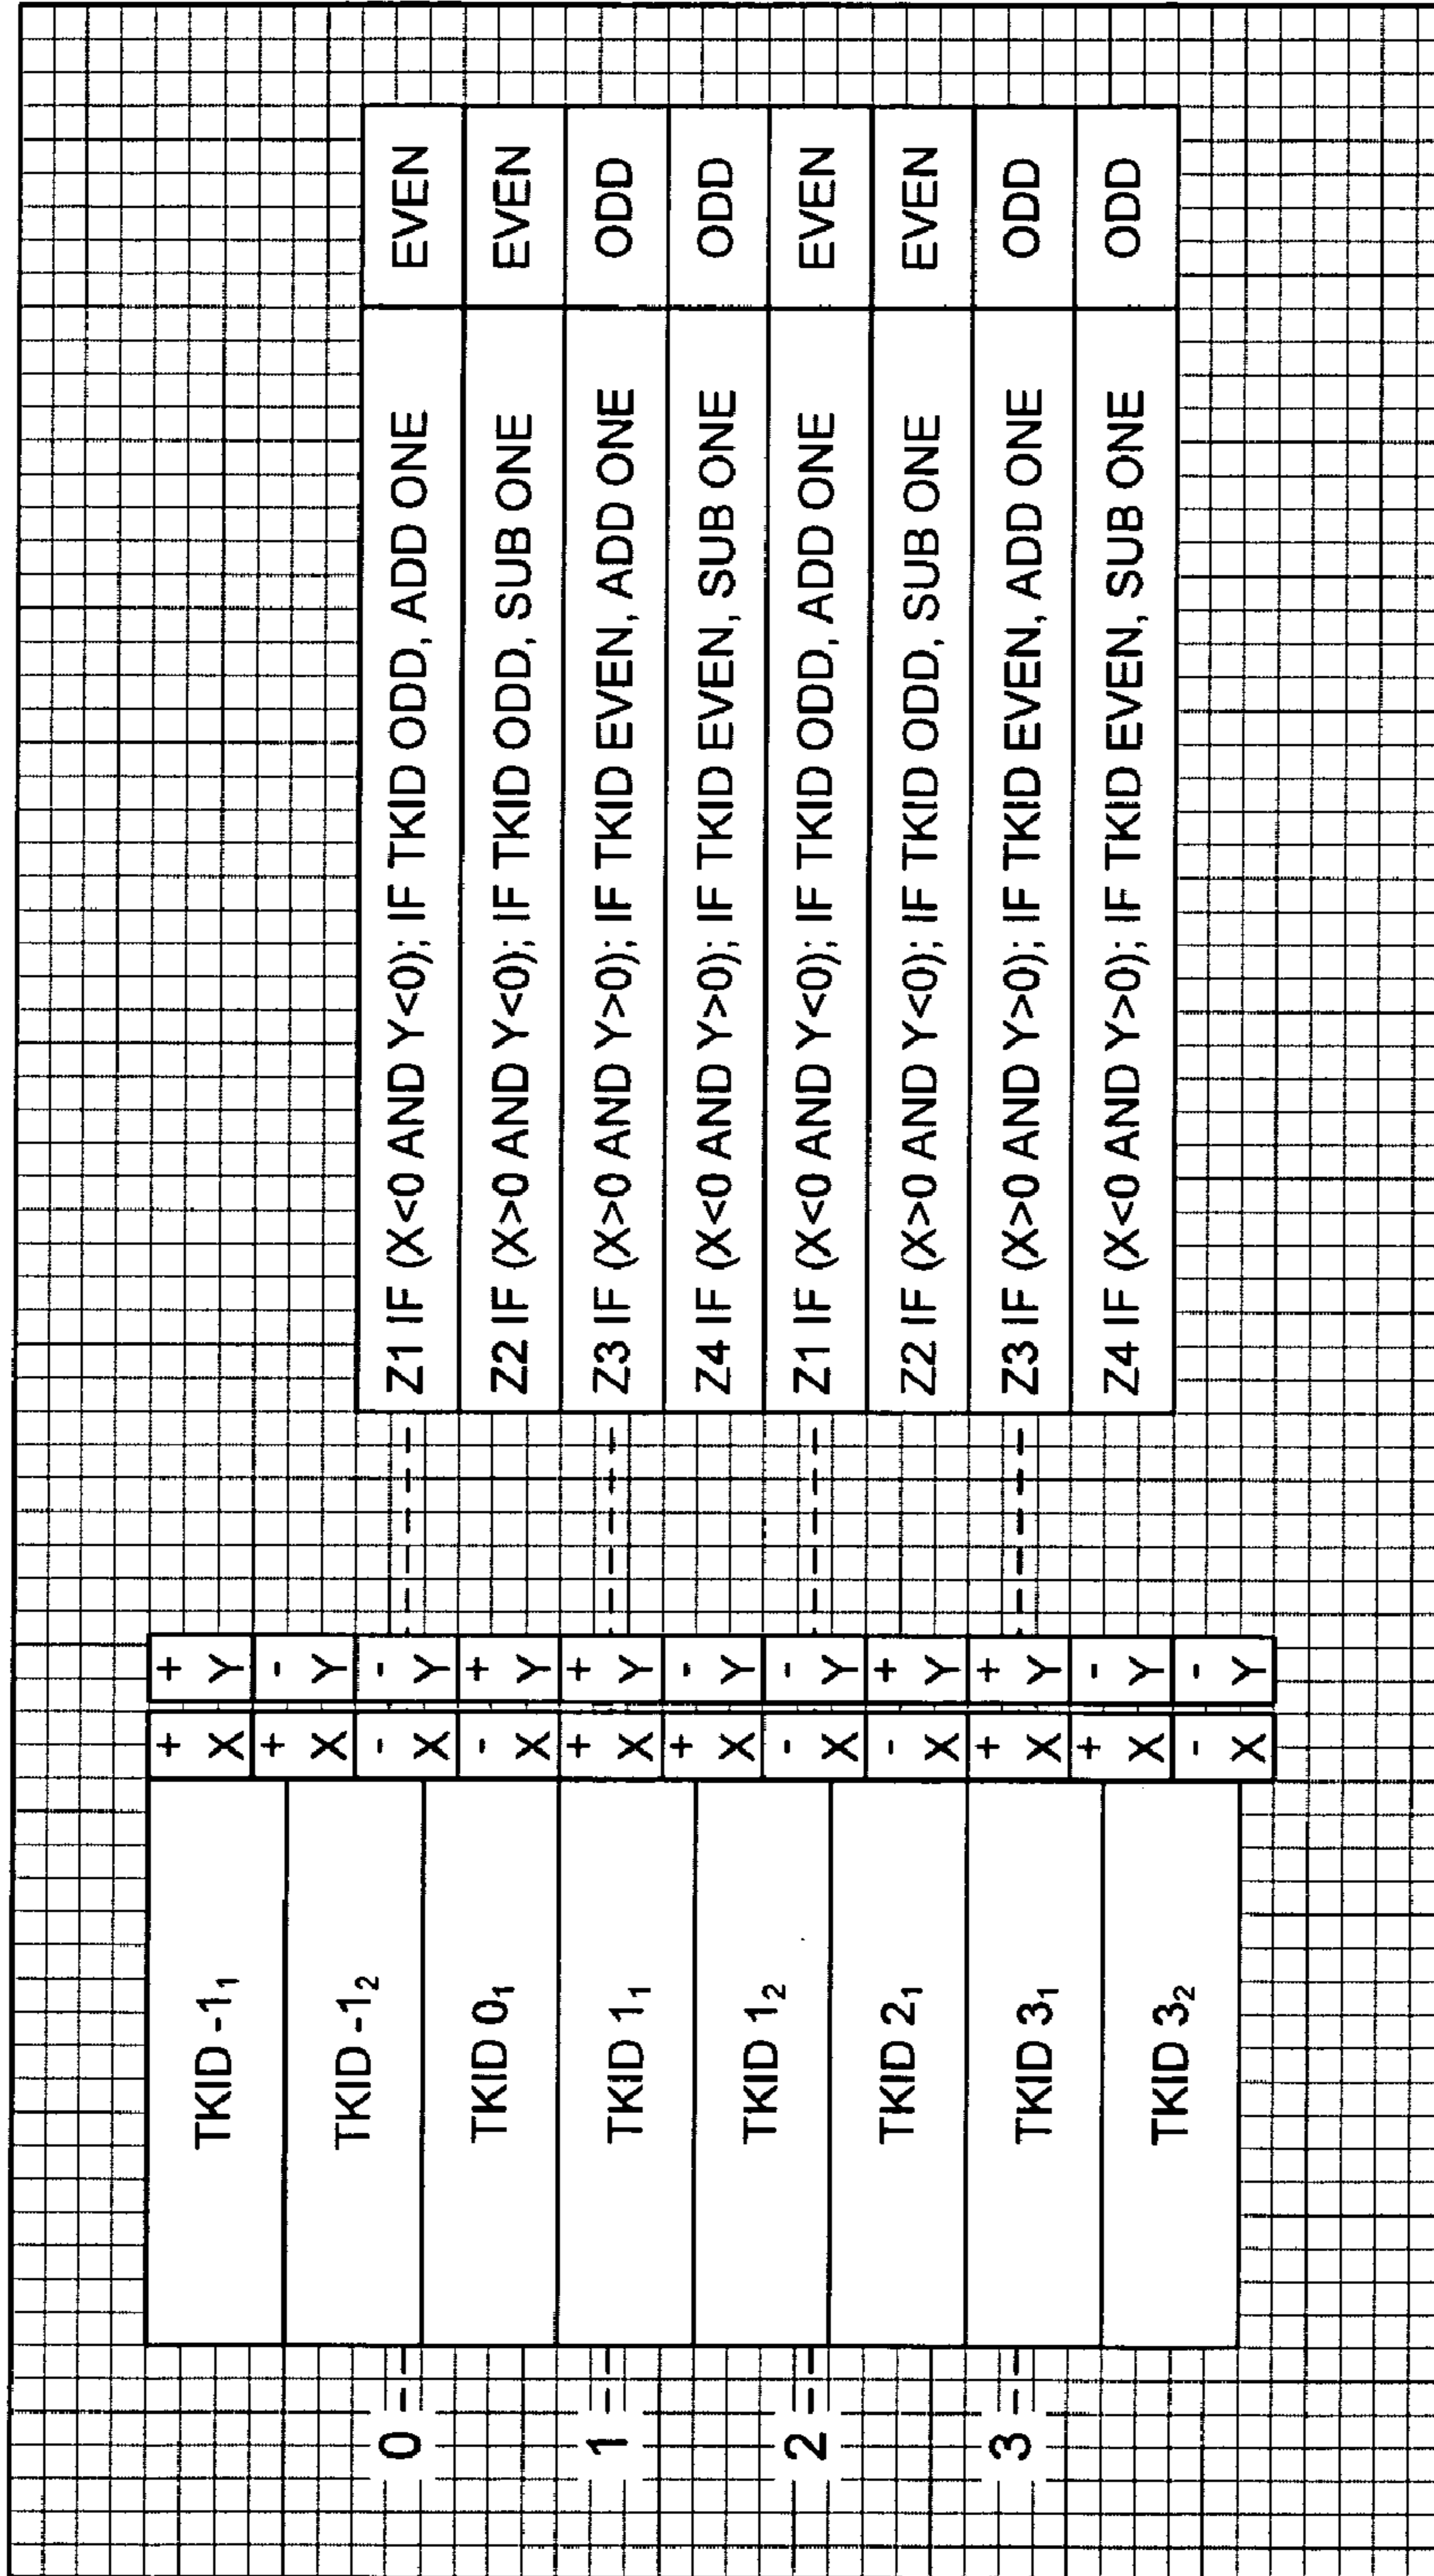 0
1
2
3
TKID -1₁
TKID -1₂
TKID 0₁
TKID 1₁
TKID 1₂
TKID 2₁
TKID 3₁
TKID 3₂
+
X
+
X
-
X
-
X
+
X
+
X
-
X
-
X
+
X
+
X
-
X
+
Y
-
Y
-
Y
+
Y
+
Y
-
Y
-
Y
+
Y
+
Y
-
Y
-
Y
Z1 IF (X<0 AND Y<0); IF TKID ODD, ADD ONE EVEN
Z2 IF (X>0 AND Y<0); IF TKID ODD, SUB ONE EVEN
Z3 IF (X>0 AND Y>0); IF TKID EVEN, ADD ONE ODD
Z4 IF (X<0 AND Y>0); IF TKID EVEN, SUB ONE ODD
Z1 IF (X<0 AND Y<0); IF TKID ODD, ADD ONE EVEN
Z2 IF (X>0 AND Y<0); IF TKID ODD, SUB ONE EVEN
Z3 IF (X>0 AND Y>0); IF TKID EVEN, ADD ONE ODD
Z4 IF (X<0 AND Y>0); IF TKID EVEN, SUB ONE ODD